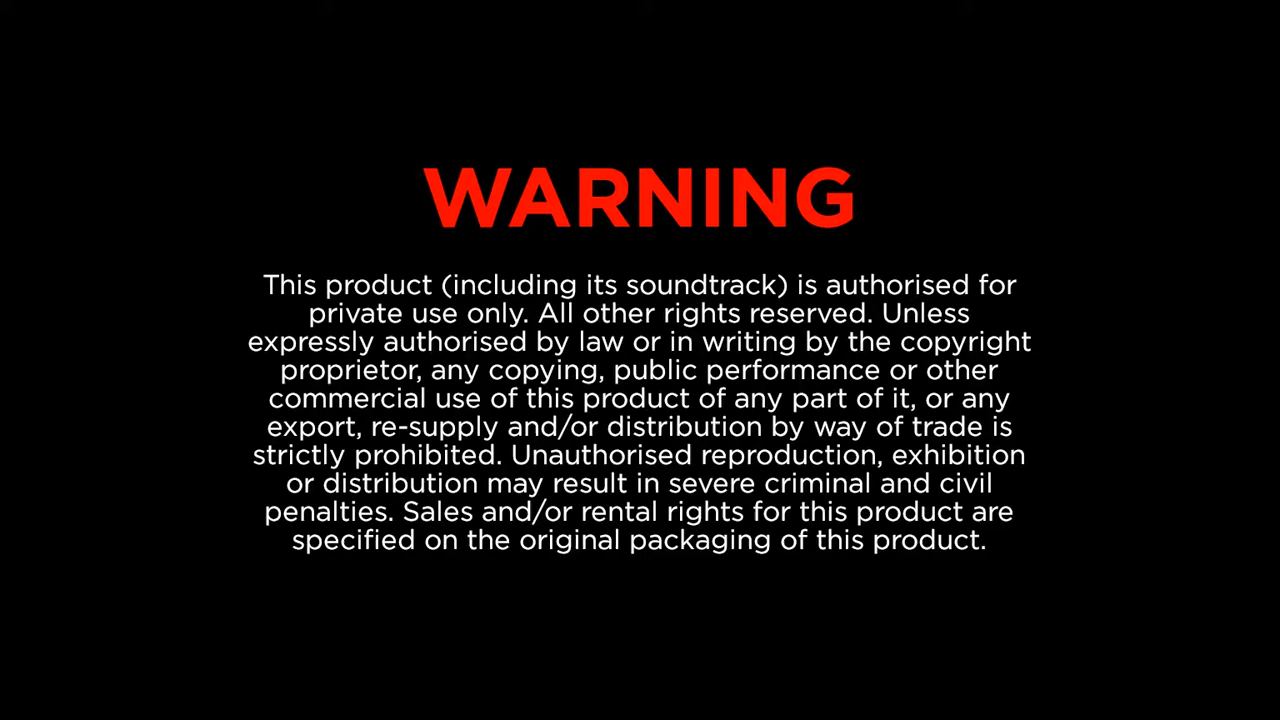 WARNING
This product (including its soundtrack) is authorised for
private use only. All other rights reserved. Unless
expressly authorised by law or in writing by the copyright
proprietor, any copying, public performance or other
commercial use of this product of any part of it, or any
export, re-supply and/or distribution by way of trade is
strictly prohibited. Unauthorised reproduction, exhibition
or distribution may result in severe criminal and civil
penalties. Sales and/or rental rights for this product are
specified on the original packaging of this product.